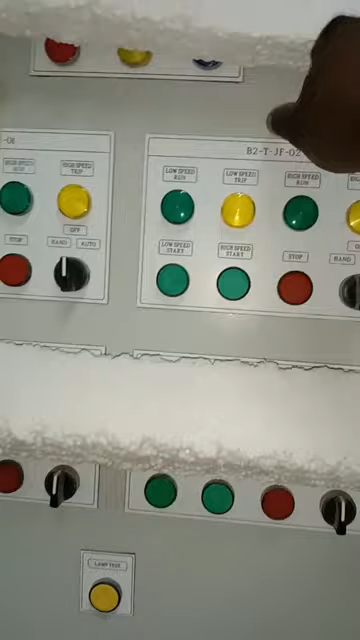 -01
B2-T-JF-02
HIGH SPEED RUN
HIGH SPEED TRIP
LOW SPEED RUN
LOW SPEED TRIP
HIGH SPEED RUN
OFF
STOP
HAND
AUTO
LOW SPEED START
HIGH SPEED START
STOP
HAND
LAMP TEST